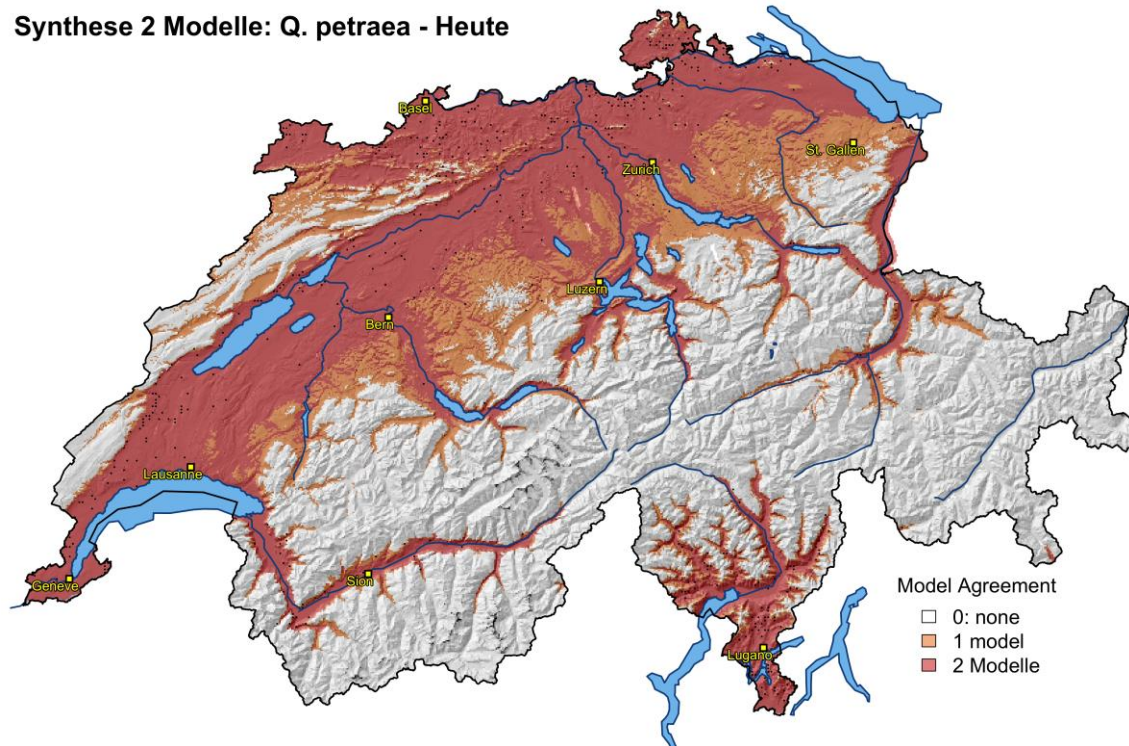 Synthese 2 Modelle: Q. petraea - Heute
Basel
St. Gallen
Zurich
Luzern
Bern
Lausanne
Geneve
Sion
Lugano
Model Agreement
0: none
1 model
2 Modelle